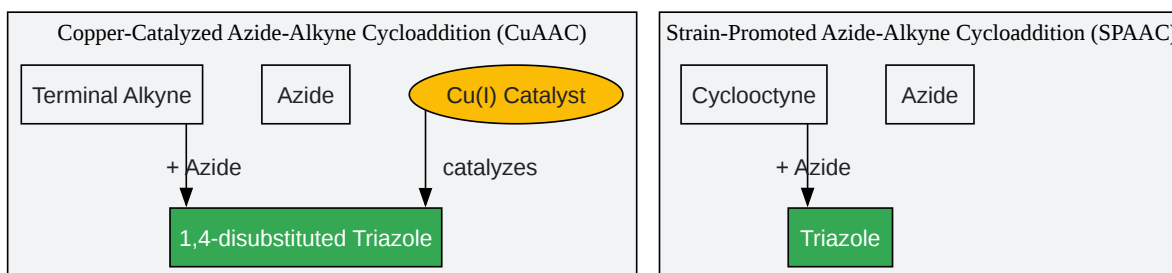 Copper-Catalyzed Azide-Alkyne Cycloaddition (CuAAC)
Terminal Alkyne
Azide
Cu(I) Catalyst
+ Azide
catalyzes
1,4-disubstituted Triazole
Strain-Promoted Azide-Alkyne Cycloaddition (SPAAC)
Cyclooctyne
Azide
+ Azide
Triazole